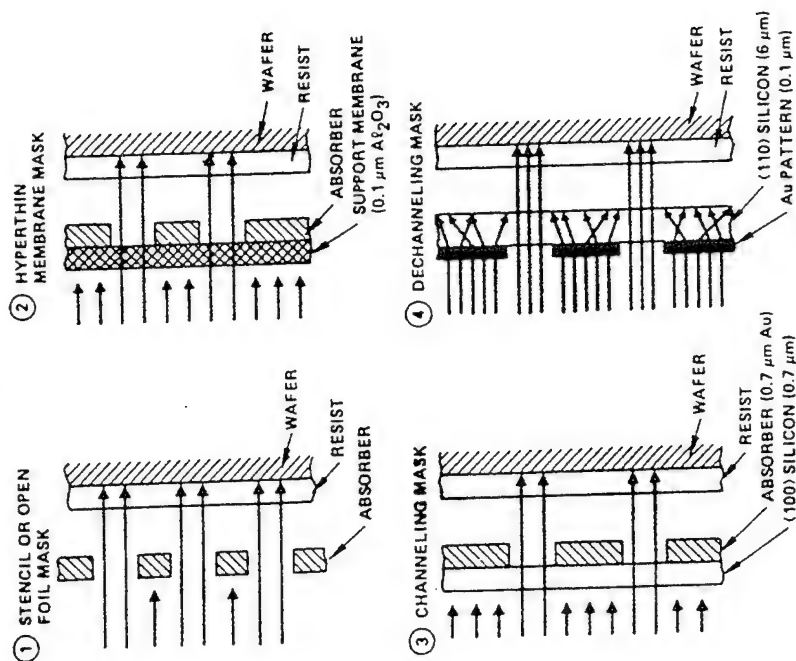 ① STENCIL OR OPEN
FOIL MASK
WAFER
RESIST
ABSORBER
② HYPERTHIN
MEMBRANE MASK
WAFER
RESIST
ABSORBER
SUPPORT MEMBRANE
(0.1 μm Aℓ₂O₃)
③ CHANNELING MASK
WAFER
RESIST
ABSORBER (0.7 μm Au)
(100) SILICON (0.7 μm)
④ DECHANNELING MASK
WAFER
RESIST
(110) SILICON (6 μm)
Au PATTERN (0.1 μm)